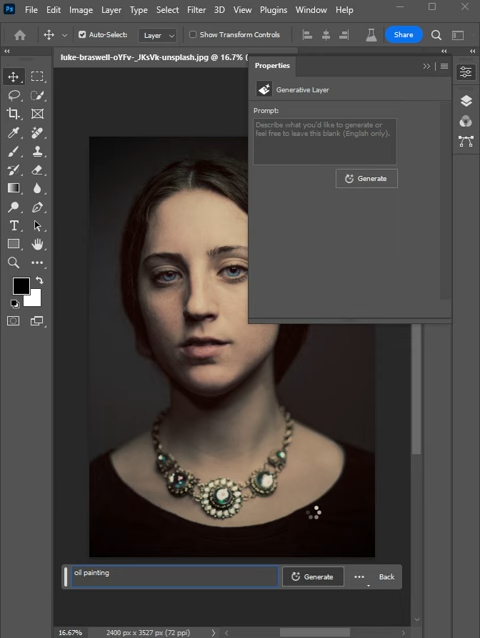 Ps File Edit Image Layer Type Select Filter 3D View Plugins Window Help
Auto-Select: Layer Show Transform Controls Share
luke-braswell-oYFv-_JKsVk-unsplash.jpg @ 16.7% (
Properties
Generative Layer
Prompt:
Describe what you'd like to generate or
feel free to leave this blank (English only).
Generate
oil painting Generate Back
16.67% 2400 px x 3527 px (72 ppi)